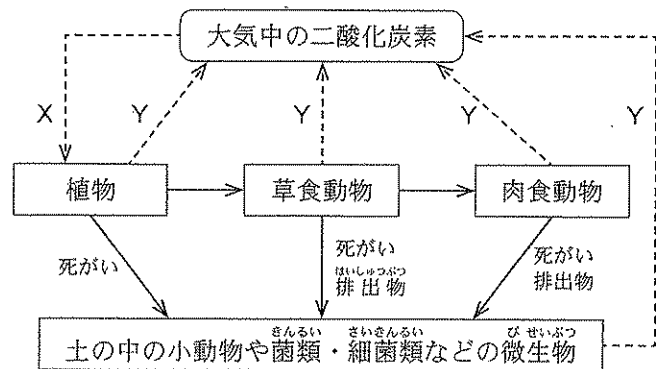 大気中の二酸化炭素
X Y Y Y Y
植物 草食動物 肉食動物
死がい 死がい 死がい
はいしゅつぶつ
排出物 排出物
きんるい さいきんるい び せいぶつ
土の中の小動物や菌類・細菌類などの微生物